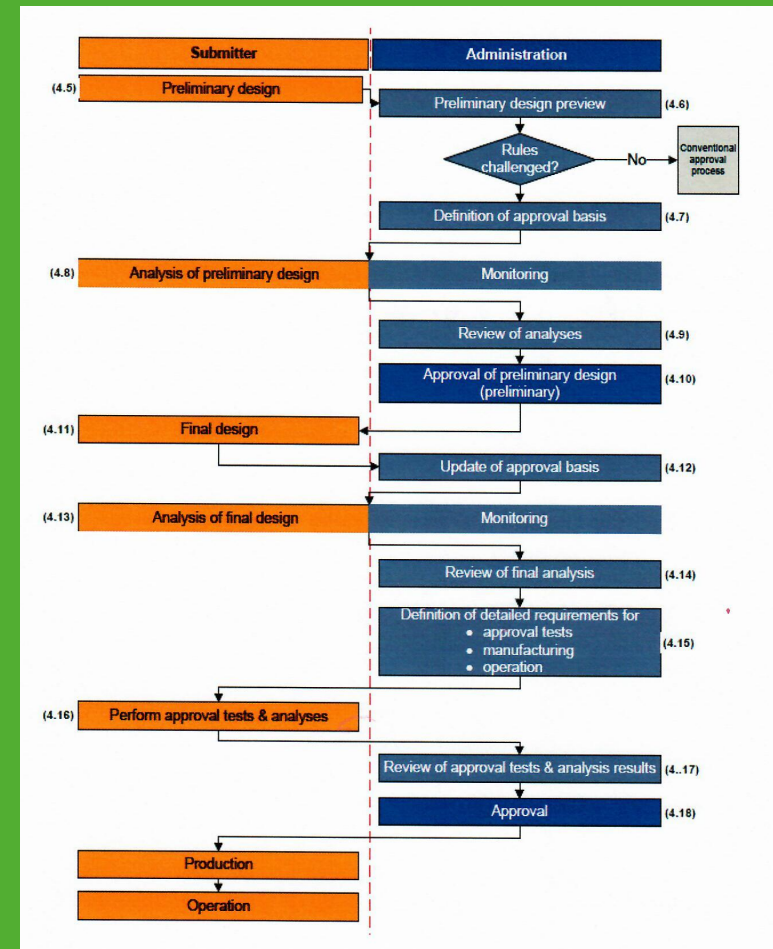 Submitter
Administration
(4.5)
Preliminary design
Preliminary design preview
(4.6)
Rules
challenged?
No
Conventional
approval
process
Definition of approval basis
(4.7)
(4.8)
Analysis of preliminary design
Monitoring
Review of analyses
(4.9)
Approval of preliminary design
(preliminary)
(4.10)
(4.11)
Final design
Update of approval basis
(4.12)
(4.13)
Analysis of final design
Monitoring
Review of final analysis
(4.14)
Definition of detailed requirements for
• approval tests
• manufacturing
• operation
(4.15)
(4.16)
Perform approval tests & analyses
Review of approval tests & analysis results
(4..17)
Approval
(4.18)
Production
Operation